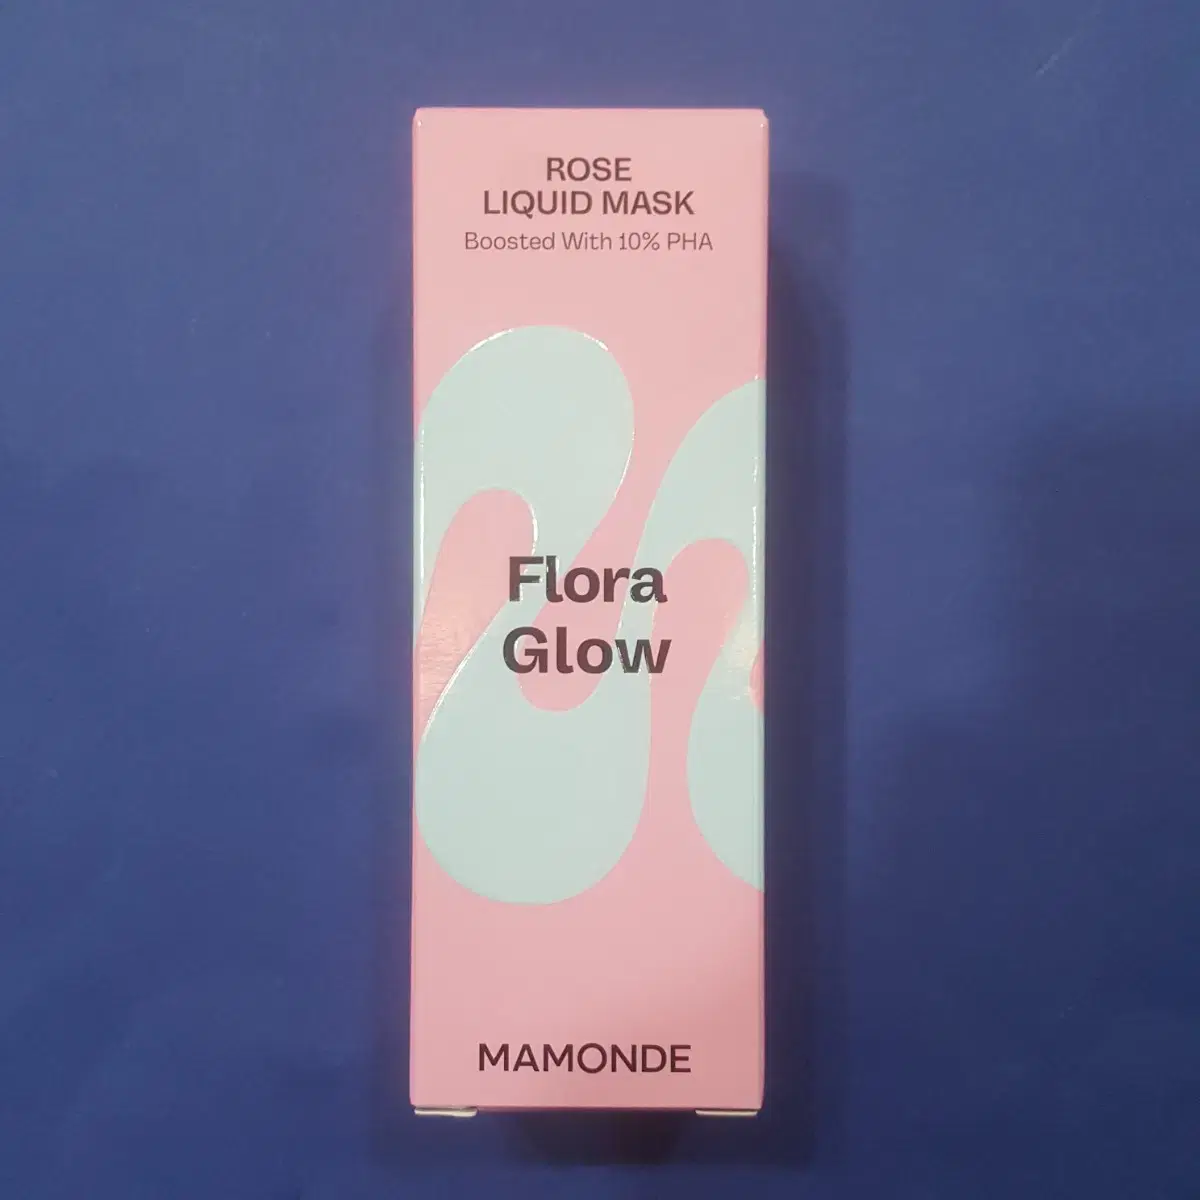 ROSE
LIQUID MASK
Boosted With 10% PHA
Flora
Glow
MAMONDE